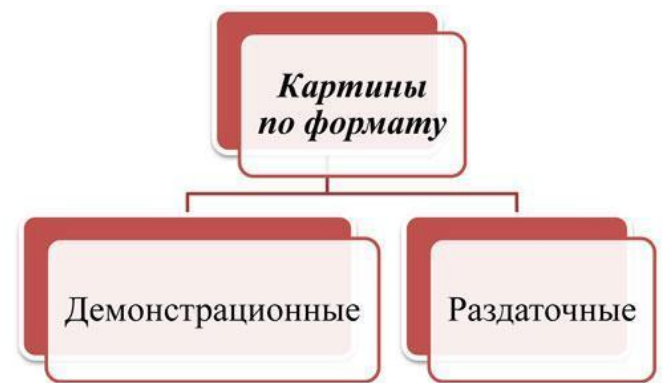 Картины
по формату
Демонстрационные
Раздаточные